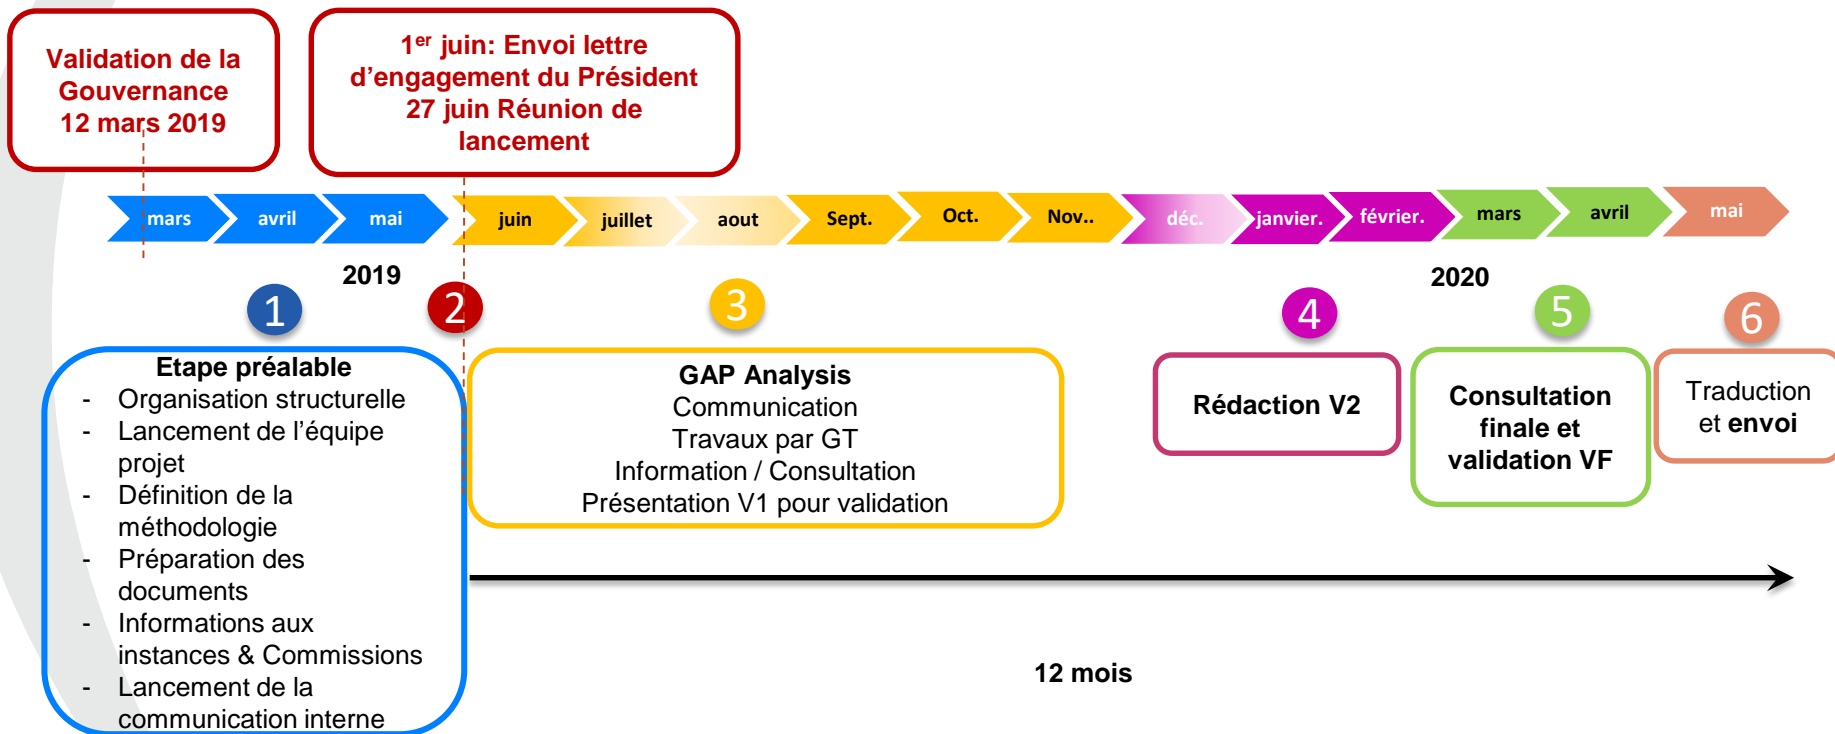 Validation de la
Gouvernance
12 mars 2019
1er juin: Envoi lettre
d’engagement du Président
27 juin Réunion de
lancement
mars
avril
mai
juin
juillet
aout
Sept.
Oct.
Nov..
déc.
janvier.
février.
mars
avril
mai
2019
2020
1
2
3
4
5
6
Etape préalable
- Organisation structurelle
- Lancement de l’équipe
projet
- Définition de la
méthodologie
- Préparation des
documents
- Informations aux
instances & Commissions
- Lancement de la
communication interne
GAP Analysis
Communication
Travaux par GT
Information / Consultation
Présentation V1 pour validation
Rédaction V2
Consultation
finale et
validation VF
Traduction
et envoi
12 mois